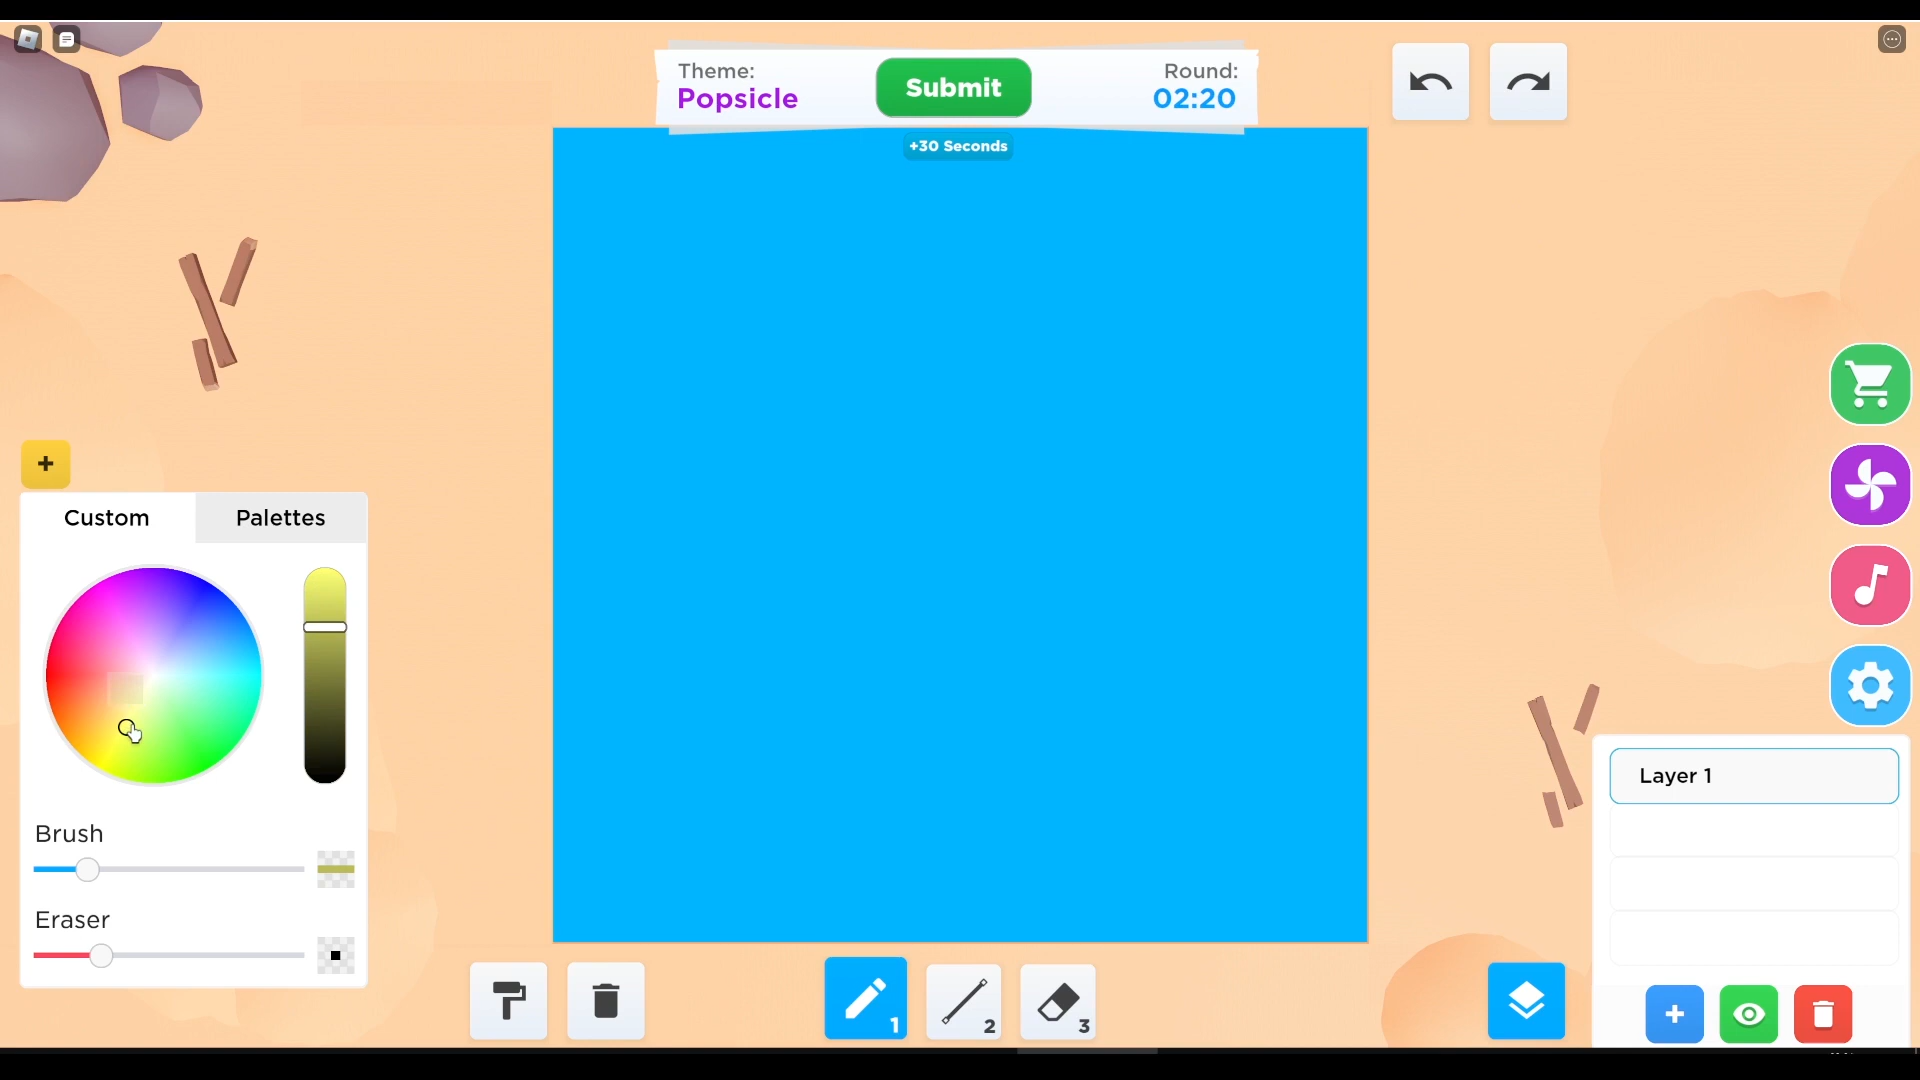 Theme:
Popsicle
Submit
Round:
02:20
+30 Seconds
+
Custom
Palettes
Brush
Eraser
Layer 1
1
2
3
+